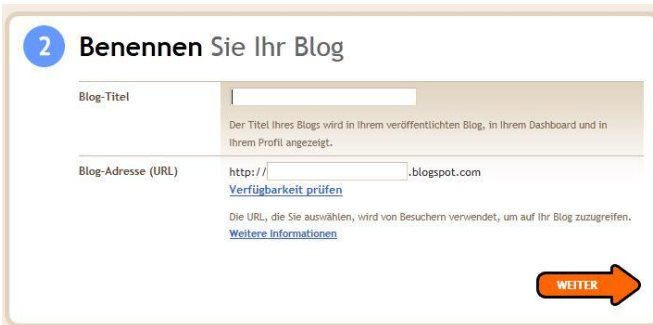 2 Benennen Sie Ihr Blog
Blog-Titel
Der Titel Ihres Blogs wird in Ihrem veröffentlichten Blog, in Ihrem Dashboard und in
Ihrem Profil angezeigt.
Blog-Adresse (URL) http:// .blogspot.com
Verfügbarkeit prüfen
Die URL, die Sie auswählen, wird von Besuchern verwendet, um auf Ihr Blog zuzugreifen.
Weitere Informationen
WEITER